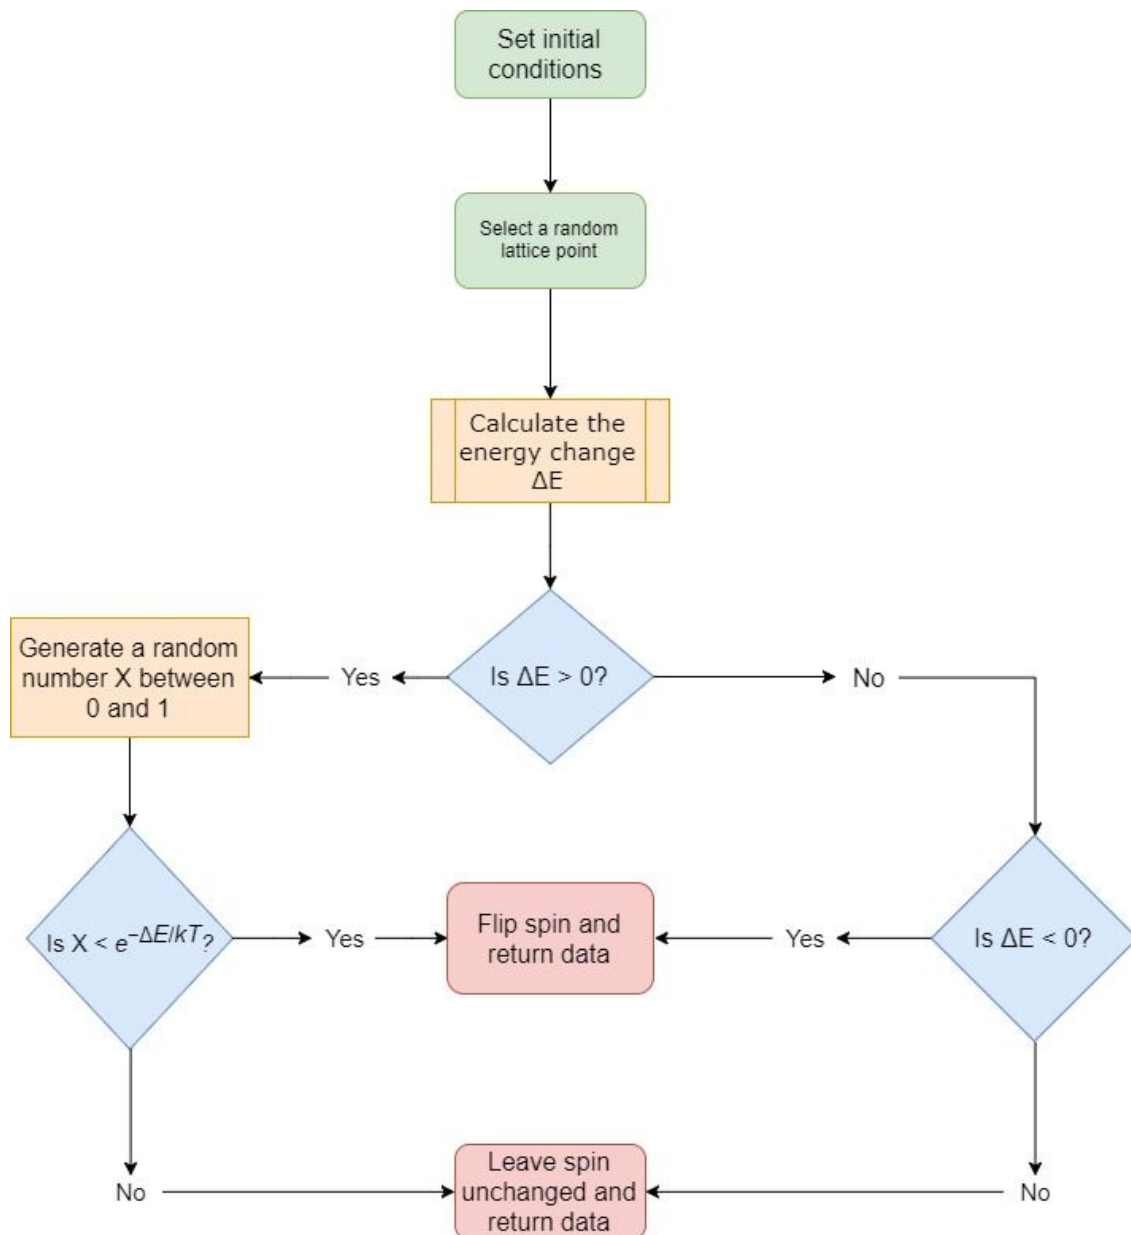 Set initial
conditions
Select a random
lattice point
Calculate the
energy change
ΔE
Is ΔE > 0?
Yes
No
Generate a random
number X between
0 and 1
Is X < e^−ΔE/kT?
Yes
Flip spin and
return data
Yes
Is ΔE < 0?
No
Leave spin
unchanged and
return data
No